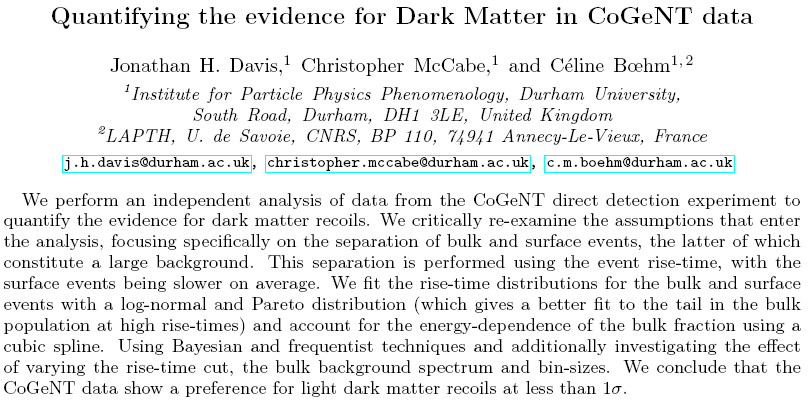 Quantifying the evidence for Dark Matter in CoGeNT data
Jonathan H. Davis,¹ Christopher McCabe,¹ and Céline Bœhm¹,²
¹Institute for Particle Physics Phenomenology, Durham University,
South Road, Durham, DH1 3LE, United Kingdom
²LAPTH, U. de Savoie, CNRS, BP 110, 74941 Annecy-Le-Vieux, France
j.h.davis@durham.ac.uk, christopher.mccabe@durham.ac.uk, c.m.boehm@durham.ac.uk
We perform an independent analysis of data from the CoGeNT direct detection experiment to
quantify the evidence for dark matter recoils. We critically re-examine the assumptions that enter
the analysis, focusing specifically on the separation of bulk and surface events, the latter of which
constitute a large background. This separation is performed using the event rise-time, with the
surface events being slower on average. We fit the rise-time distributions for the bulk and surface
events with a log-normal and Pareto distribution (which gives a better fit to the tail in the bulk
population at high rise-times) and account for the energy-dependence of the bulk fraction using a
cubic spline. Using Bayesian and frequentist techniques and additionally investigating the effect
of varying the rise-time cut, the bulk background spectrum and bin-sizes. We conclude that the
CoGeNT data show a preference for light dark matter recoils at less than 1σ.